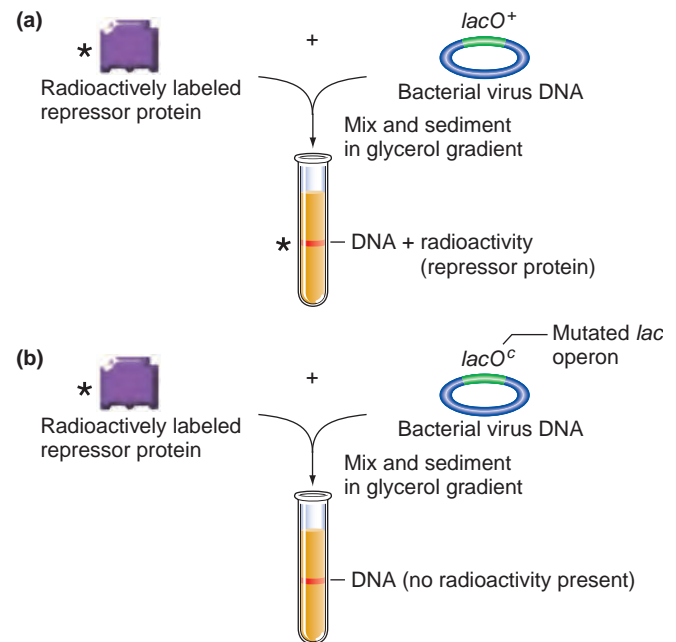 (a)
lacO+
*
+
Radioactively labeled
repressor protein
Bacterial virus DNA
Mix and sediment
in glycerol gradient
*
DNA + radioactivity
(repressor protein)
(b)
Mutated lac
operon
lacOc
*
+
Radioactively labeled
repressor protein
Bacterial virus DNA
Mix and sediment
in glycerol gradient
DNA (no radioactivity present)